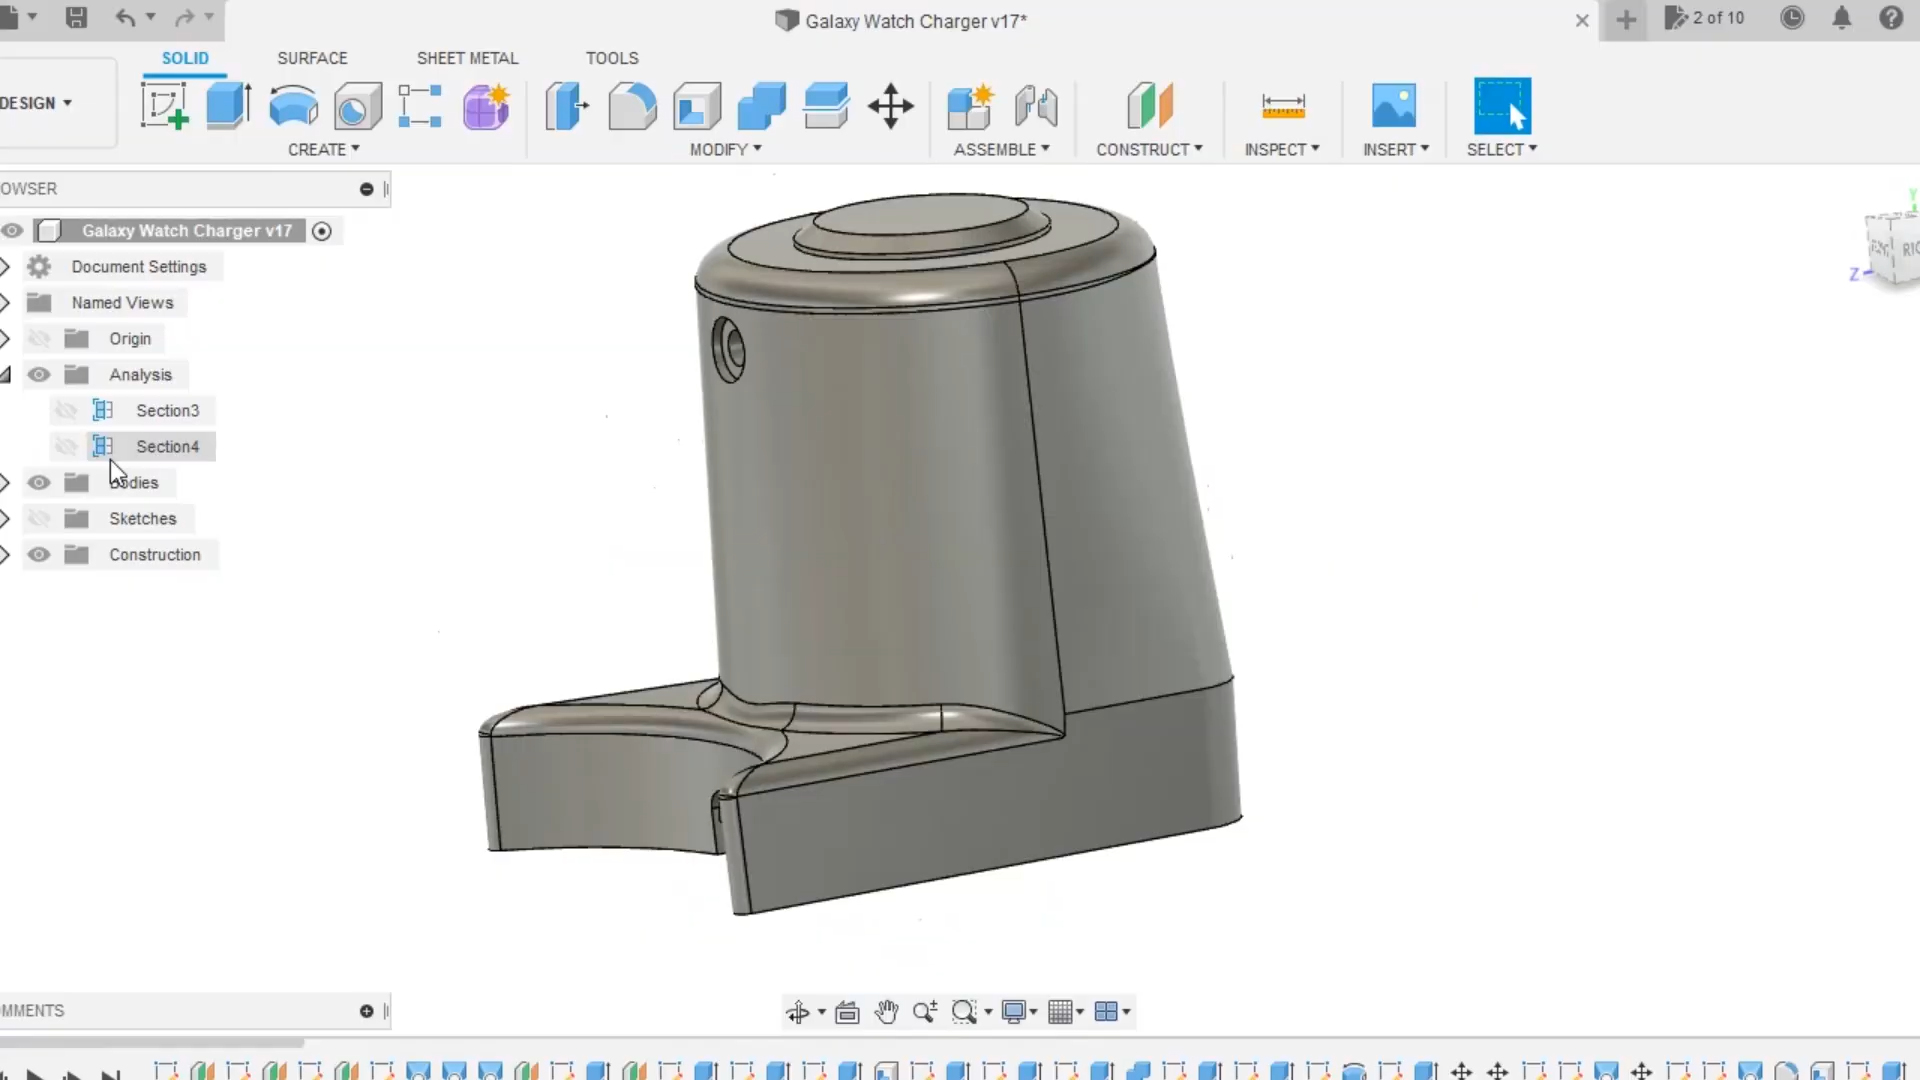 Galaxy Watch Charger v17*
2 of 10
SOLID
SURFACE
SHEET METAL
TOOLS
DESIGN
CREATE
MODIFY
ASSEMBLE
CONSTRUCT
INSPECT
INSERT
SELECT
OWSER
Galaxy Watch Charger v17
Document Settings
Named Views
Origin
Analysis
Section3
Section4
Bodies
Sketches
Construction
Y
Z
MMENTS